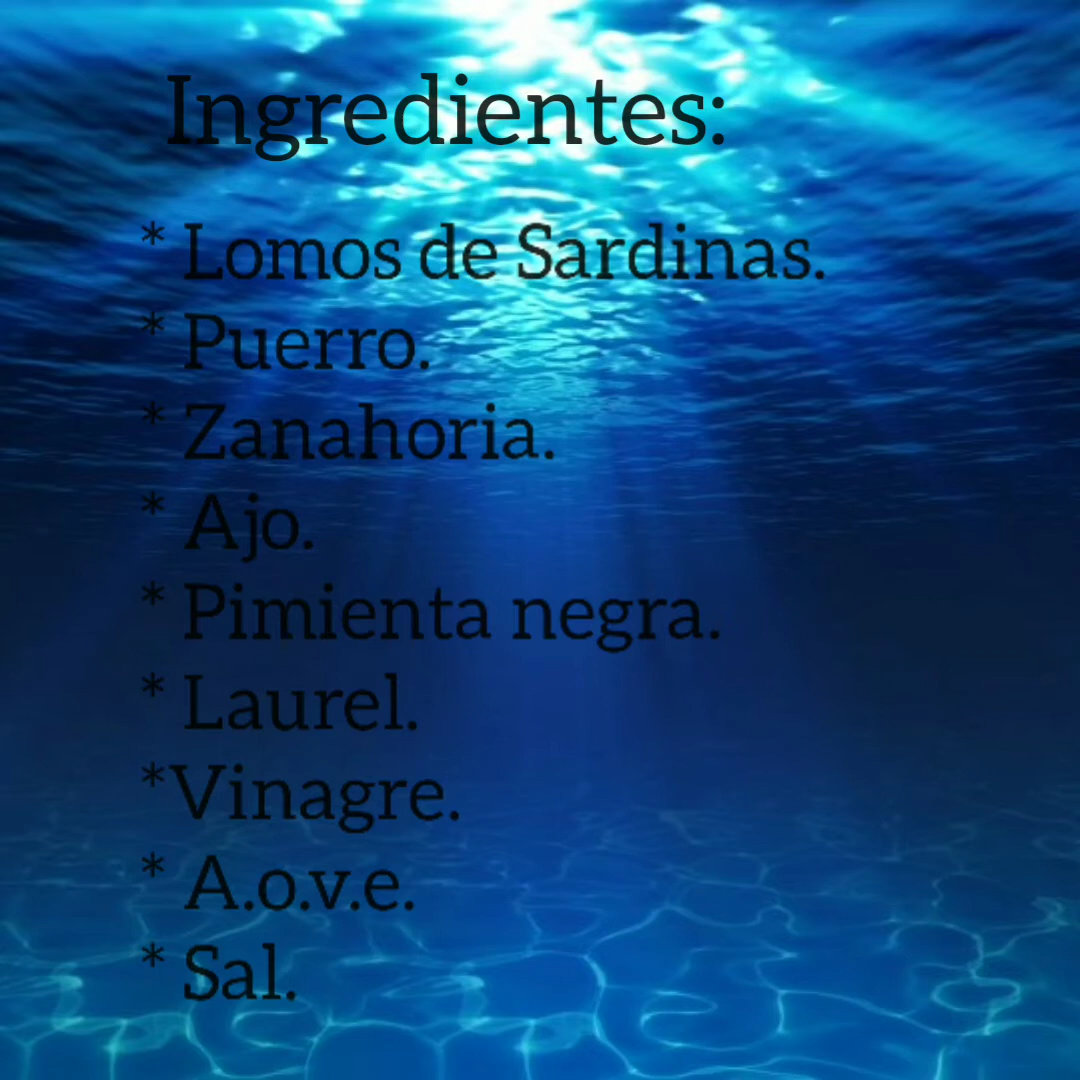 Ingredientes:
* Lomos de Sardinas.
* Puerro.
* Zanahoria.
* Ajo.
* Pimienta negra.
* Laurel.
*Vinagre.
* A.o.v.e.
* Sal.